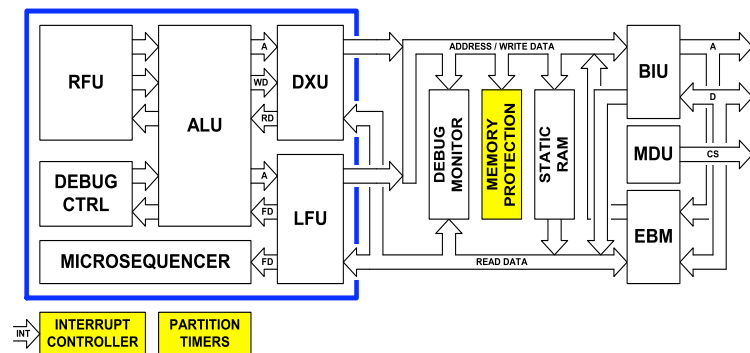 RFU
ALU
A
WD
RD
DXU
ADDRESS / WRITE DATA
BIU
A
D
DEBUG
MONITOR
MEMORY
PROTECTION
STATIC
RAM
MDU
CS
DEBUG
CTRL
A
FD
LFU
EBM
MICROSEQUENCER
FD
READ DATA
INT
INTERRUPT
CONTROLLER
PARTITION
TIMERS